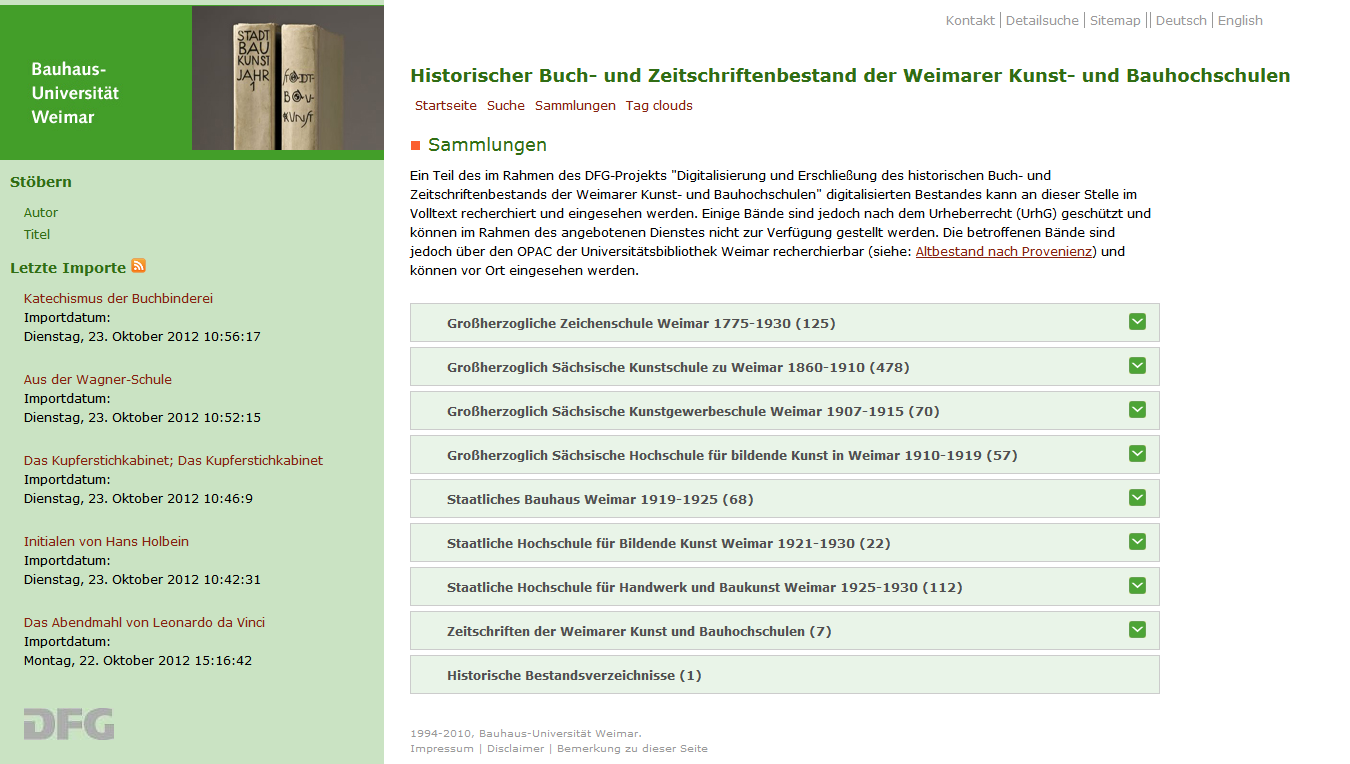 Kontakt | Detailsuche | Sitemap || Deutsch | English
Bauhaus-
Universität
Weimar
STADT
BAU
KUNST
JAHR
1
Historischer Buch- und Zeitschriftenbestand der Weimarer Kunst- und Bauhochschulen
Startseite Suche Sammlungen Tag clouds
Stöbern
Autor
Titel
Letzte Importe
Katechismus der Buchbinderei
Importdatum:
Dienstag, 23. Oktober 2012 10:56:17
Aus der Wagner-Schule
Importdatum:
Dienstag, 23. Oktober 2012 10:52:15
Das Kupferstichkabinet; Das Kupferstichkabinet
Importdatum:
Dienstag, 23. Oktober 2012 10:46:9
Initialen von Hans Holbein
Importdatum:
Dienstag, 23. Oktober 2012 10:42:31
Das Abendmahl von Leonardo da Vinci
Importdatum:
Montag, 22. Oktober 2012 15:16:42
DFG
Sammlungen
Ein Teil des im Rahmen des DFG-Projekts "Digitalisierung und Erschließung des historischen Buch- und
Zeitschriftenbestands der Weimarer Kunst- und Bauhochschulen" digitalisierten Bestandes kann an dieser Stelle im
Volltext recherchiert und eingesehen werden. Einige Bände sind jedoch nach dem Urheberrecht (UrhG) geschützt und
können im Rahmen des angebotenen Dienstes nicht zur Verfügung gestellt werden. Die betroffenen Bände sind
jedoch über den OPAC der Universitätsbibliothek Weimar recherchierbar (siehe: Altbestand nach Provenienz) und
können vor Ort eingesehen werden.
Großherzogliche Zeichenschule Weimar 1775-1930 (125)
Großherzoglich Sächsische Kunstschule zu Weimar 1860-1910 (478)
Großherzoglich Sächsische Kunstgewerbeschule Weimar 1907-1915 (70)
Großherzoglich Sächsische Hochschule für bildende Kunst in Weimar 1910-1919 (57)
Staatliches Bauhaus Weimar 1919-1925 (68)
Staatliche Hochschule für Bildende Kunst Weimar 1921-1930 (22)
Staatliche Hochschule für Handwerk und Baukunst Weimar 1925-1930 (112)
Zeitschriften der Weimarer Kunst und Bauhochschulen (7)
Historische Bestandsverzeichnisse (1)
1994-2010, Bauhaus-Universität Weimar.
Impressum | Disclaimer | Bemerkung zu dieser Seite